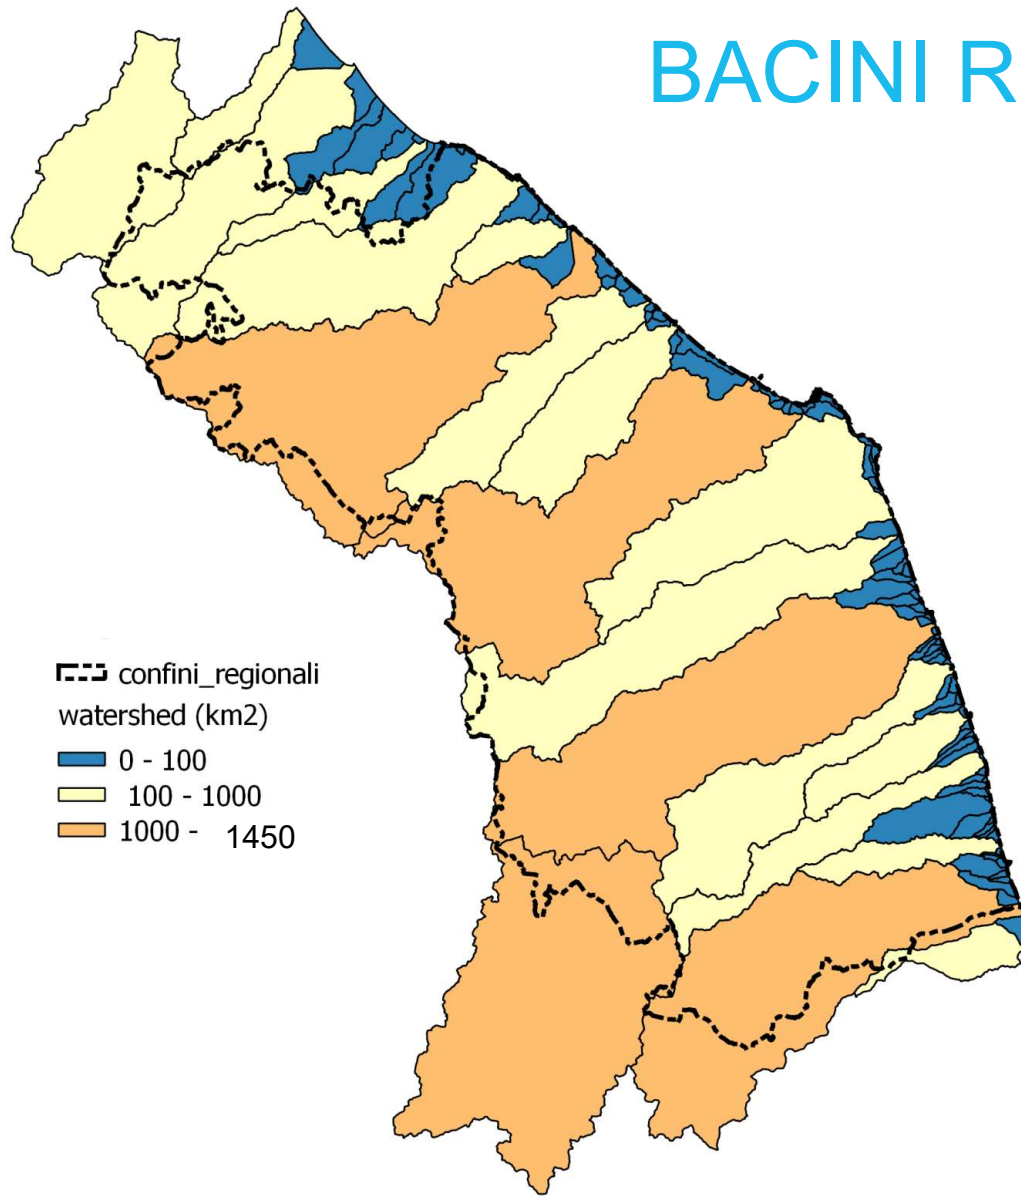 BACINI R
confini_regionali
watershed (km2)
0 - 100
100 - 1000
1000 - 1450